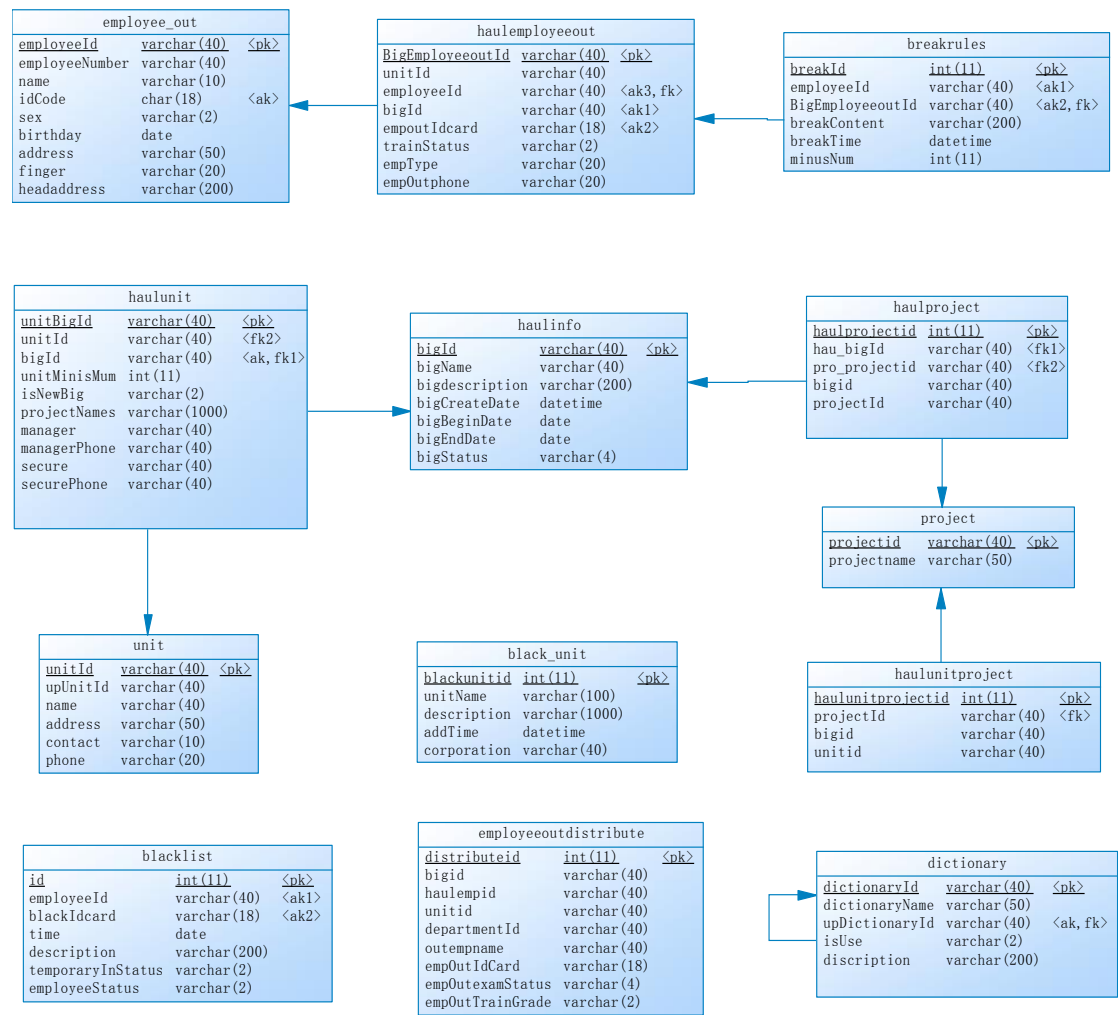 employee_out
employeeId varchar(40) <pk>
employeeNumber varchar(40)
name varchar(10)
idCode char(18) <ak>
sex varchar(2)
birthday date
address varchar(50)
finger varchar(20)
headaddress varchar(200)
haulemployeeout
BigEmployeeoutId varchar(40) <pk>
unitId varchar(40)
employeeId varchar(40) <ak3,fk>
bigId varchar(40) <ak1>
empoutIdcard varchar(18) <ak2>
trainStatus varchar(2)
empType varchar(20)
empOutphone varchar(20)
breakrules
breakId int(11) <pk>
employeeId varchar(40) <ak1>
BigEmployeeoutId varchar(40) <ak2,fk>
breakContent varchar(200)
breakTime datetime
minusNum int(11)
haulunit
unitBigId varchar(40) <pk>
unitId varchar(40) <fk2>
bigId varchar(40) <ak,fk1>
unitMinisMum int(11)
isNewBig varchar(2)
projectNames varchar(1000)
manager varchar(40)
managerPhone varchar(40)
secure varchar(40)
securePhone varchar(40)
haulinfo
bigId varchar(40) <pk>
bigName varchar(40)
bigdescription varchar(200)
bigCreateDate datetime
bigBeginDate date
bigEndDate date
bigStatus varchar(4)
haulproject
haulprojectid int(11) <pk>
hau_bigId varchar(40) <fk1>
pro_projectid varchar(40) <fk2>
bigid varchar(40)
projectId varchar(40)
project
projectid varchar(40) <pk>
projectname varchar(50)
unit
unitId varchar(40) <pk>
upUnitId varchar(40)
name varchar(40)
address varchar(50)
contact varchar(10)
phone varchar(20)
black_unit
blackunitid int(11) <pk>
unitName varchar(100)
description varchar(1000)
addTime datetime
corporation varchar(40)
haulunitproject
haulunitprojectid int(11) <pk>
projectId varchar(40) <fk>
bigid varchar(40)
unitid varchar(40)
blacklist
id int(11) <pk>
employeeId varchar(40) <ak1>
blackIdcard varchar(18) <ak2>
time date
description varchar(200)
temporaryInStatus varchar(2)
employeeStatus varchar(2)
employeeoutdistribute
distributeid int(11) <pk>
bigid varchar(40)
haulempid varchar(40)
unitid varchar(40)
departmentId varchar(40)
outempname varchar(40)
empOutIdCard varchar(18)
empOutexamStatus varchar(4)
empOutTrainGrade varchar(2)
dictionary
dictionaryId varchar(40) <pk>
dictionaryName varchar(50)
upDictionaryId varchar(40) <ak,fk>
isUse varchar(2)
discription varchar(200)